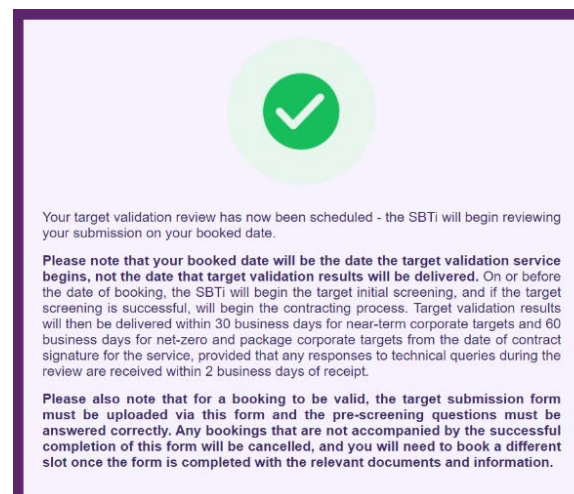 Your target validation review has now been scheduled - the SBTi will begin reviewing
your submission on your booked date.
Please note that your booked date will be the date the target validation service
begins, not the date that target validation results will be delivered. On or before
the date of booking, the SBTi will begin the target initial screening, and if the target
screening is successful, will begin the contracting process. Target validation results
will then be delivered within 30 business days for near-term corporate targets and 60
business days for net-zero and package corporate targets from the date of contract
signature for the service, provided that any responses to technical queries during the
review are received within 2 business days of receipt.
Please also note that for a booking to be valid, the target submission form
must be uploaded via this form and the pre-screening questions must be
answered correctly. Any bookings that are not accompanied by the successful
completion of this form will be cancelled, and you will need to book a different
slot once the form is completed with the relevant documents and information.